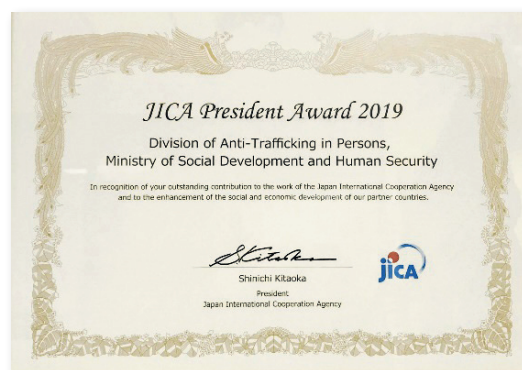 JICA President Award 2019
Division of Anti-Trafficking in Persons,
Ministry of Social Development and Human Security
In recognition of your outstanding contribution to the work of the Japan International Cooperation Agency
and to the enhancement of the social and economic development of our partner countries.
SKitaoka
Shinichi Kitaoka
President
Japan International Cooperation Agency
jICA